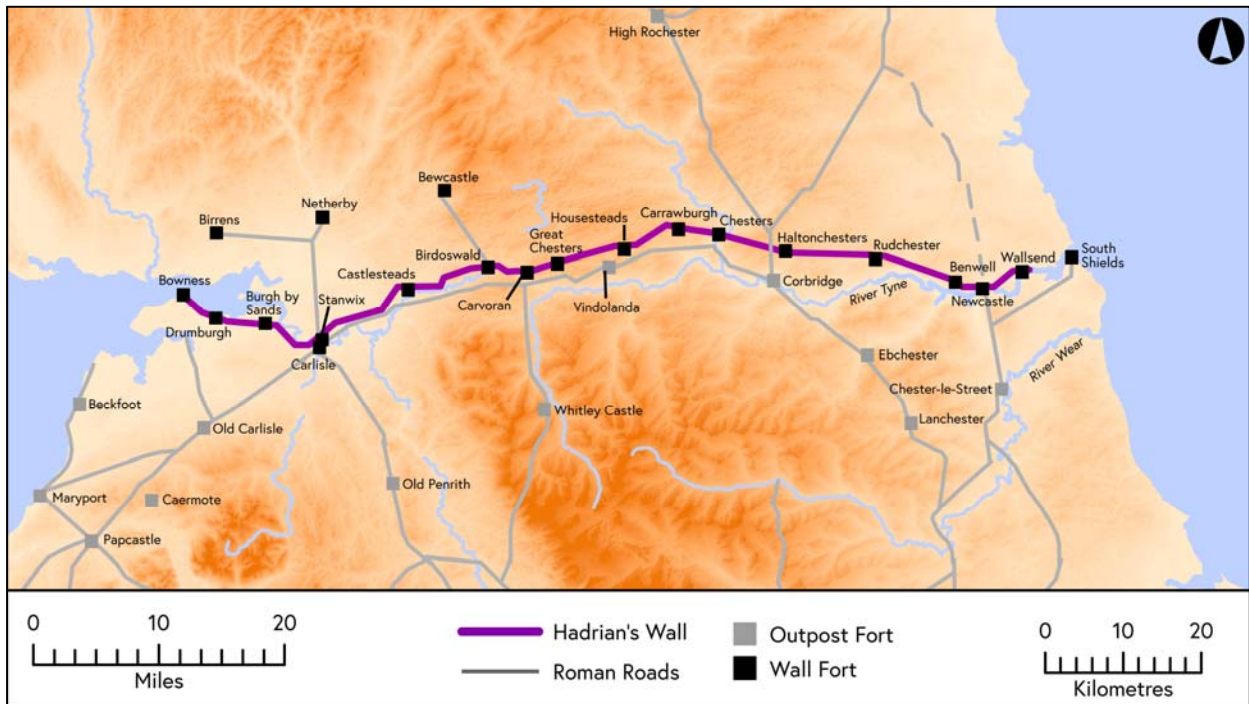 High Rochester
Bewcastle
Netherby
Birrens
Housesteads
Carrawburgh
Chesters
Great
Chesters
Birdoswald
Haltonchesters
Rudchester
Wallsend
South
Shields
Castlesteads
Benwell
Bowness
Burgh by
Sands
Stanwix
Carvoran
Vindolanda
Corbridge
River Tyne
Newcastle
Drumburgh
Carlisle
Ebchester
River Wear
Chester-le-Street
Beckfoot
Whitley Castle
Lanchester
Old Carlisle
Old Penrith
Maryport
Caermote
Papcastle
0 10 20
Miles
Hadrian's Wall
Roman Roads
Outpost Fort
Wall Fort
0 10 20
Kilometres